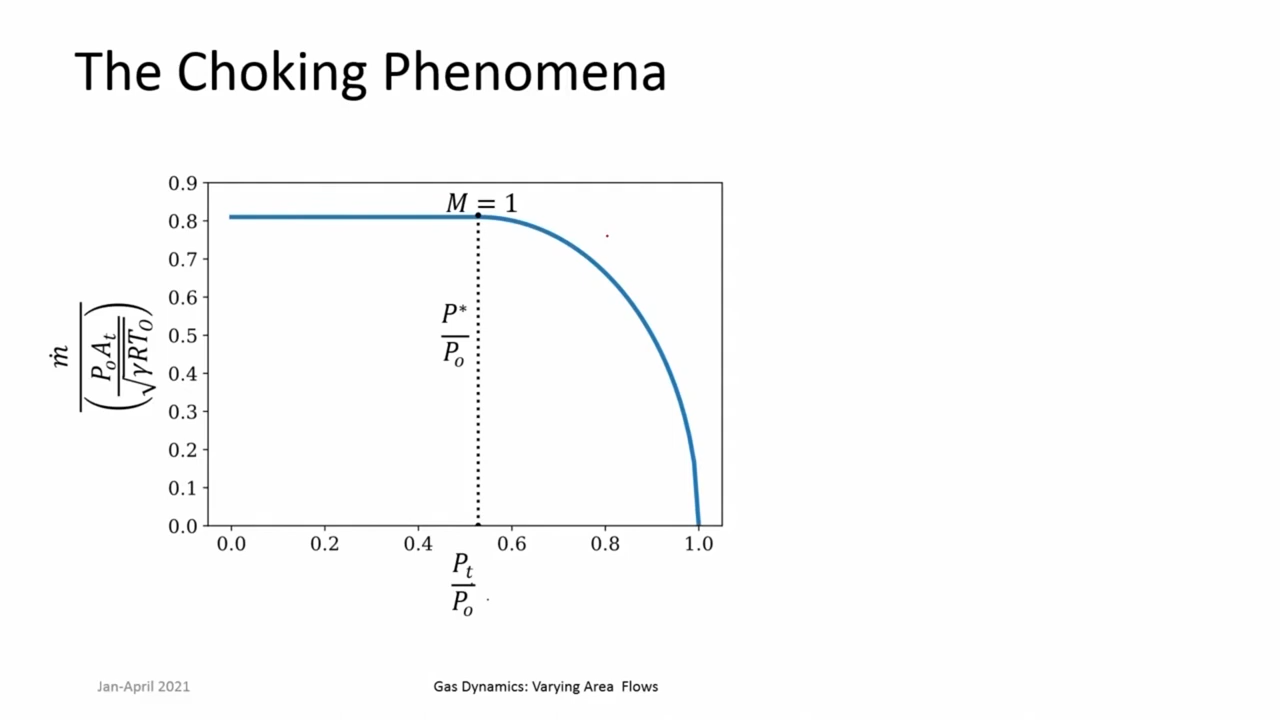 The Choking Phenomena
ṁ
(P₀Aₜ
√γRT₀)
0.9
0.8
0.7
0.6
0.5
0.4
0.3
0.2
0.1
0.0
M = 1
P*
Pₒ
0.0 0.2 0.4 0.6 0.8 1.0
Pₜ
Pₒ
Jan-April 2021 Gas Dynamics: Varying Area Flows